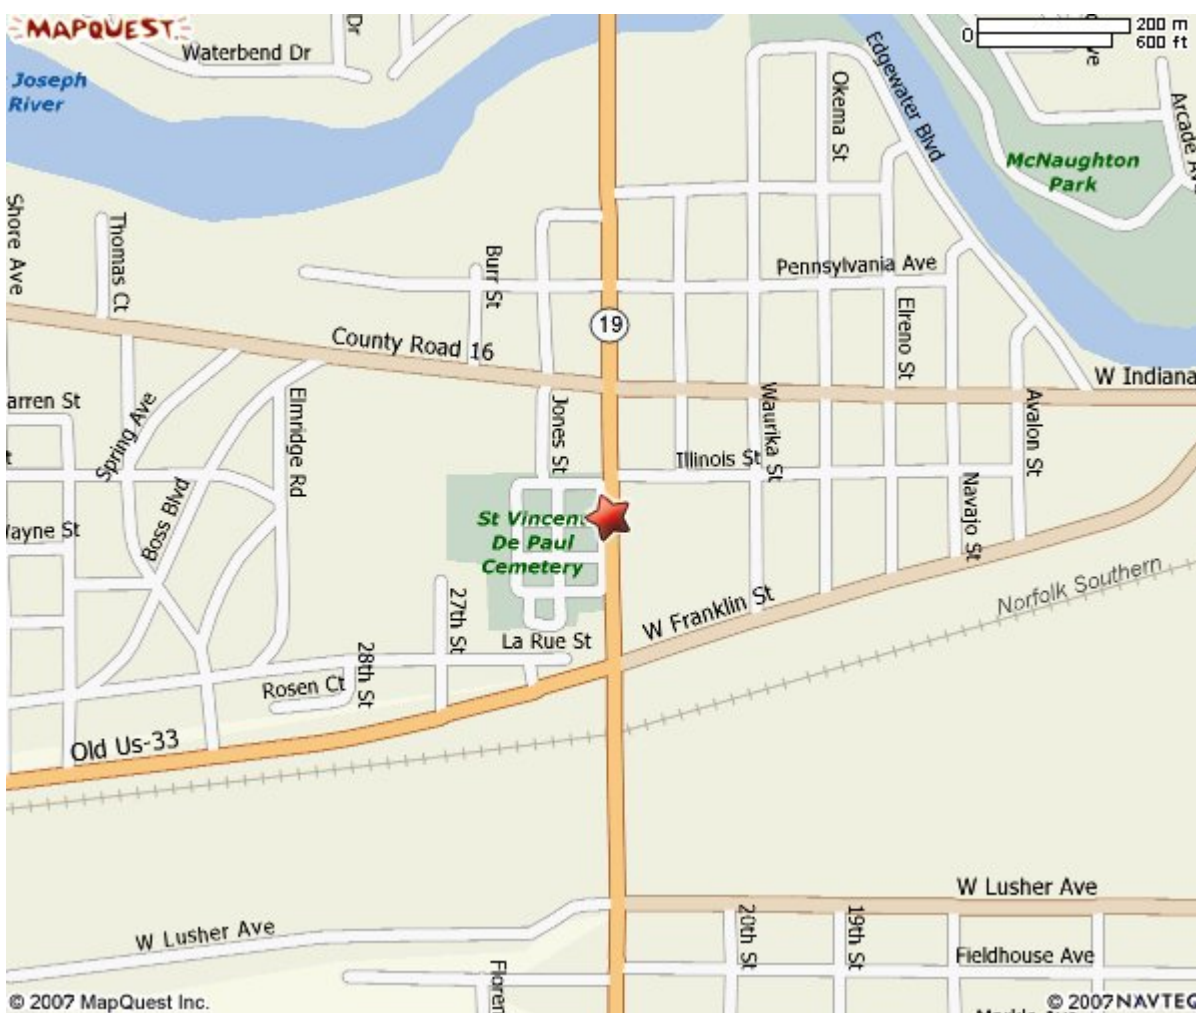 MAPQUEST
200 m
0
600 ft
Waterbend Dr
Dr
Joseph
River
Edgewater Blvd
Okema St
Ave
Arcade
McNaughton
Park
Shore Ave
Thomas Ct
Burr St
Pennsylvania Ave
19
Elreno St
County Road 16
W Indiana
arren St
Spring Ave
Elmridge Rd
Jones St
Waurika St
Avalon St
Illinois St
Boss Blvd
Navajo St
ayne St
St Vincent
De Paul
Cemetery
27th St
W Franklin St
Norfolk Southern
La Rue St
28th St
Rosen Ct
Old Us-33
W Lusher Ave
W Lusher Ave
20th St
19th St
Fieldhouse Ave
Floren
© 2007 MapQuest Inc.
© 2007 NAVTEQ